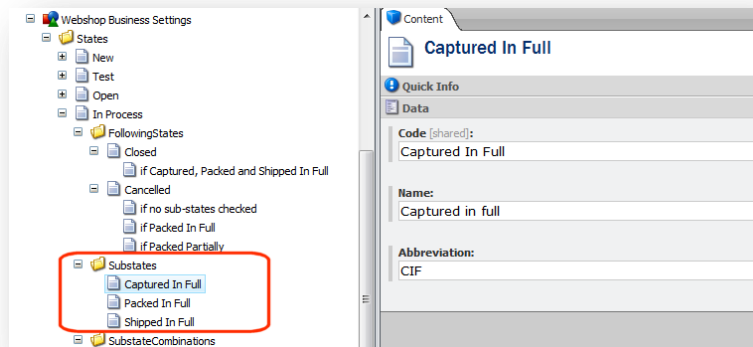 Webshop Business Settings
States
New
Test
Open
In Process
FollowingStates
Closed
if Captured, Packed and Shipped In Full
Cancelled
if no sub-states checked
if Packed In Full
if Packed Partially
Substates
Captured In Full
Packed In Full
Shipped In Full
SubstateCombinations
Content
Captured In Full
Quick Info
Data
Code [shared]:
Captured In Full
Name:
Captured in full
Abbreviation:
CIF